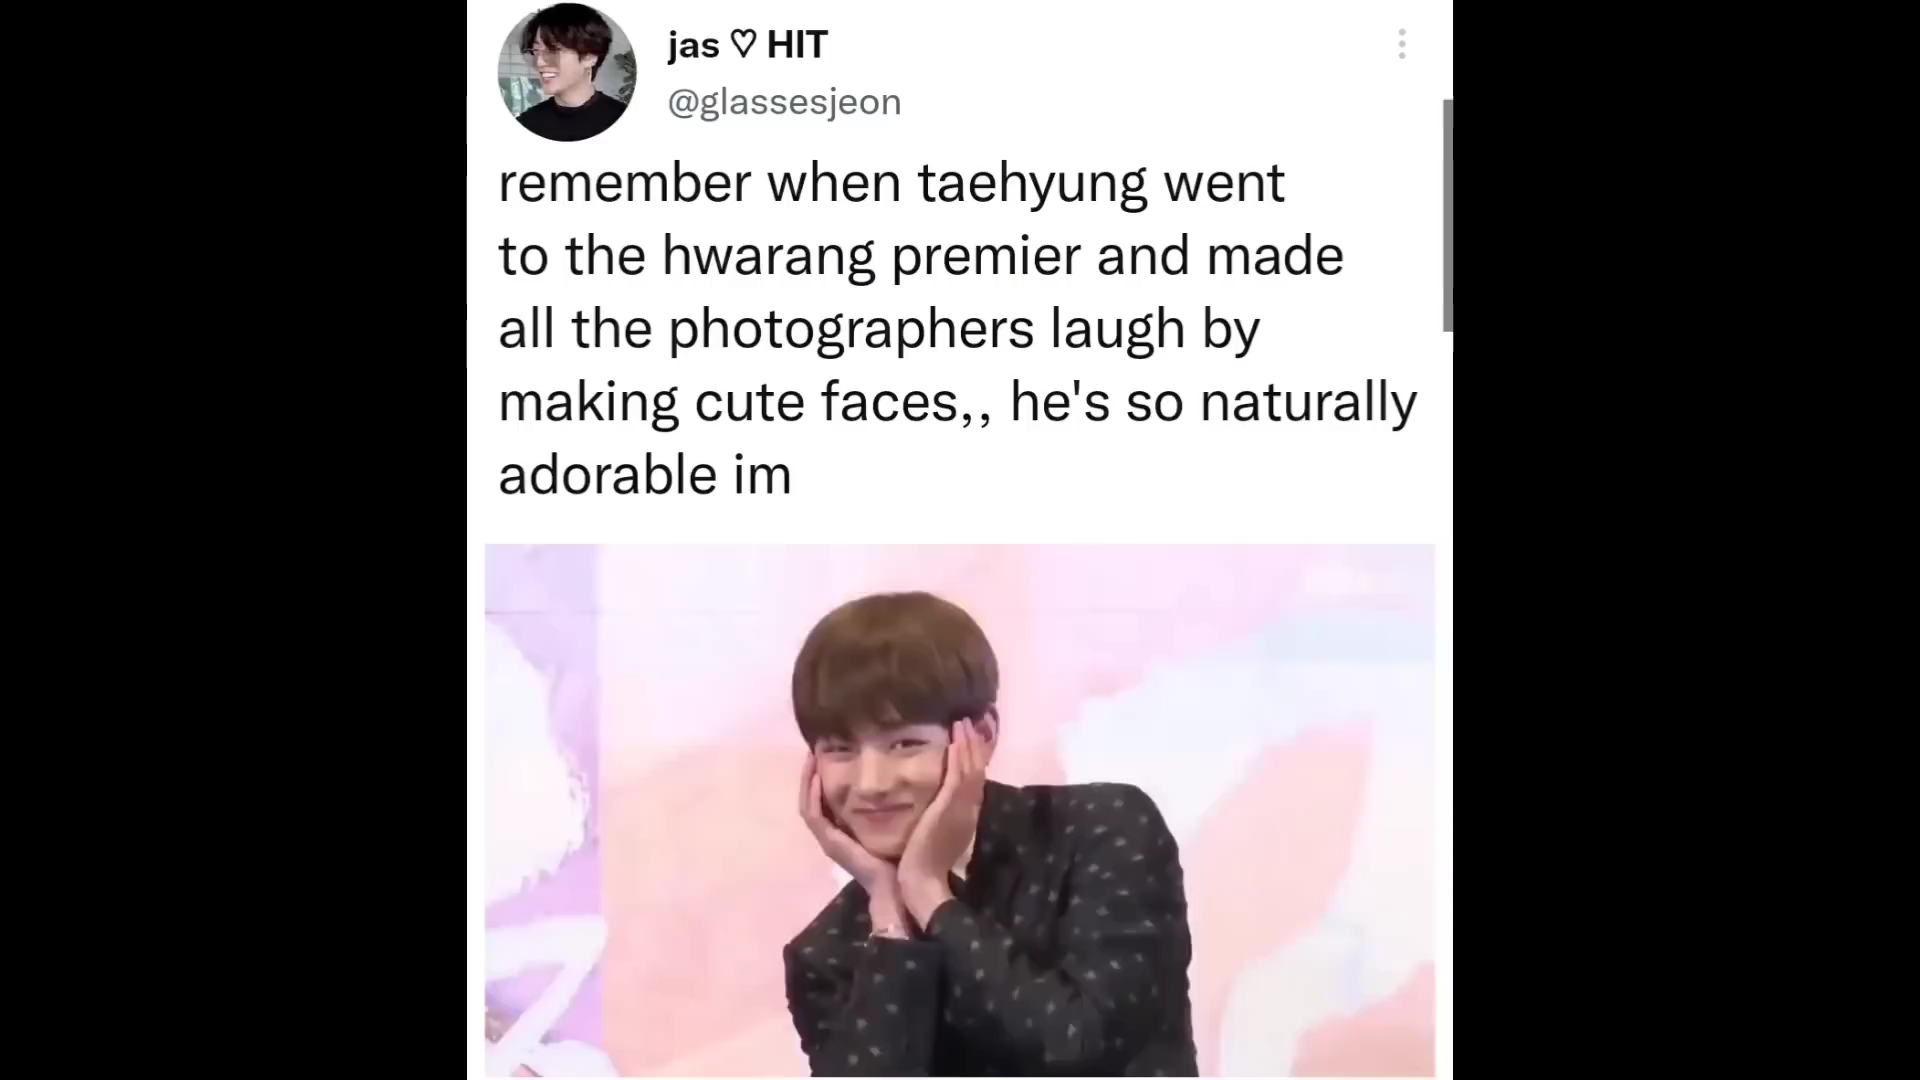 jas ♡ HIT
@glassesjeon
remember when taehyung went
to the hwarang premier and made
all the photographers laugh by
making cute faces,, he's so naturally
adorable im